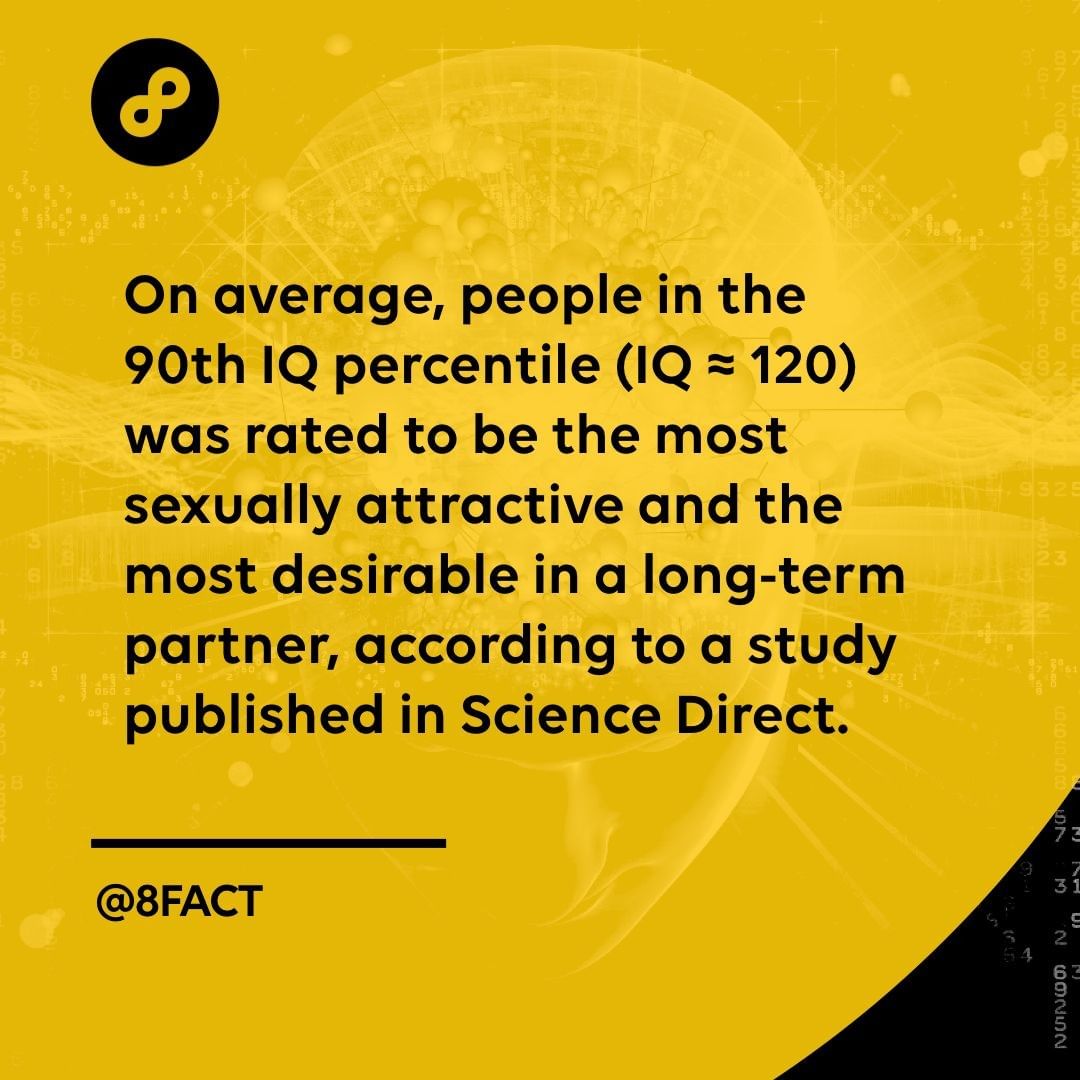 On average, people in the
90th IQ percentile (IQ ≈ 120)
was rated to be the most
sexually attractive and the
most desirable in a long-term
partner, according to a study
published in Science Direct.
@8FACT